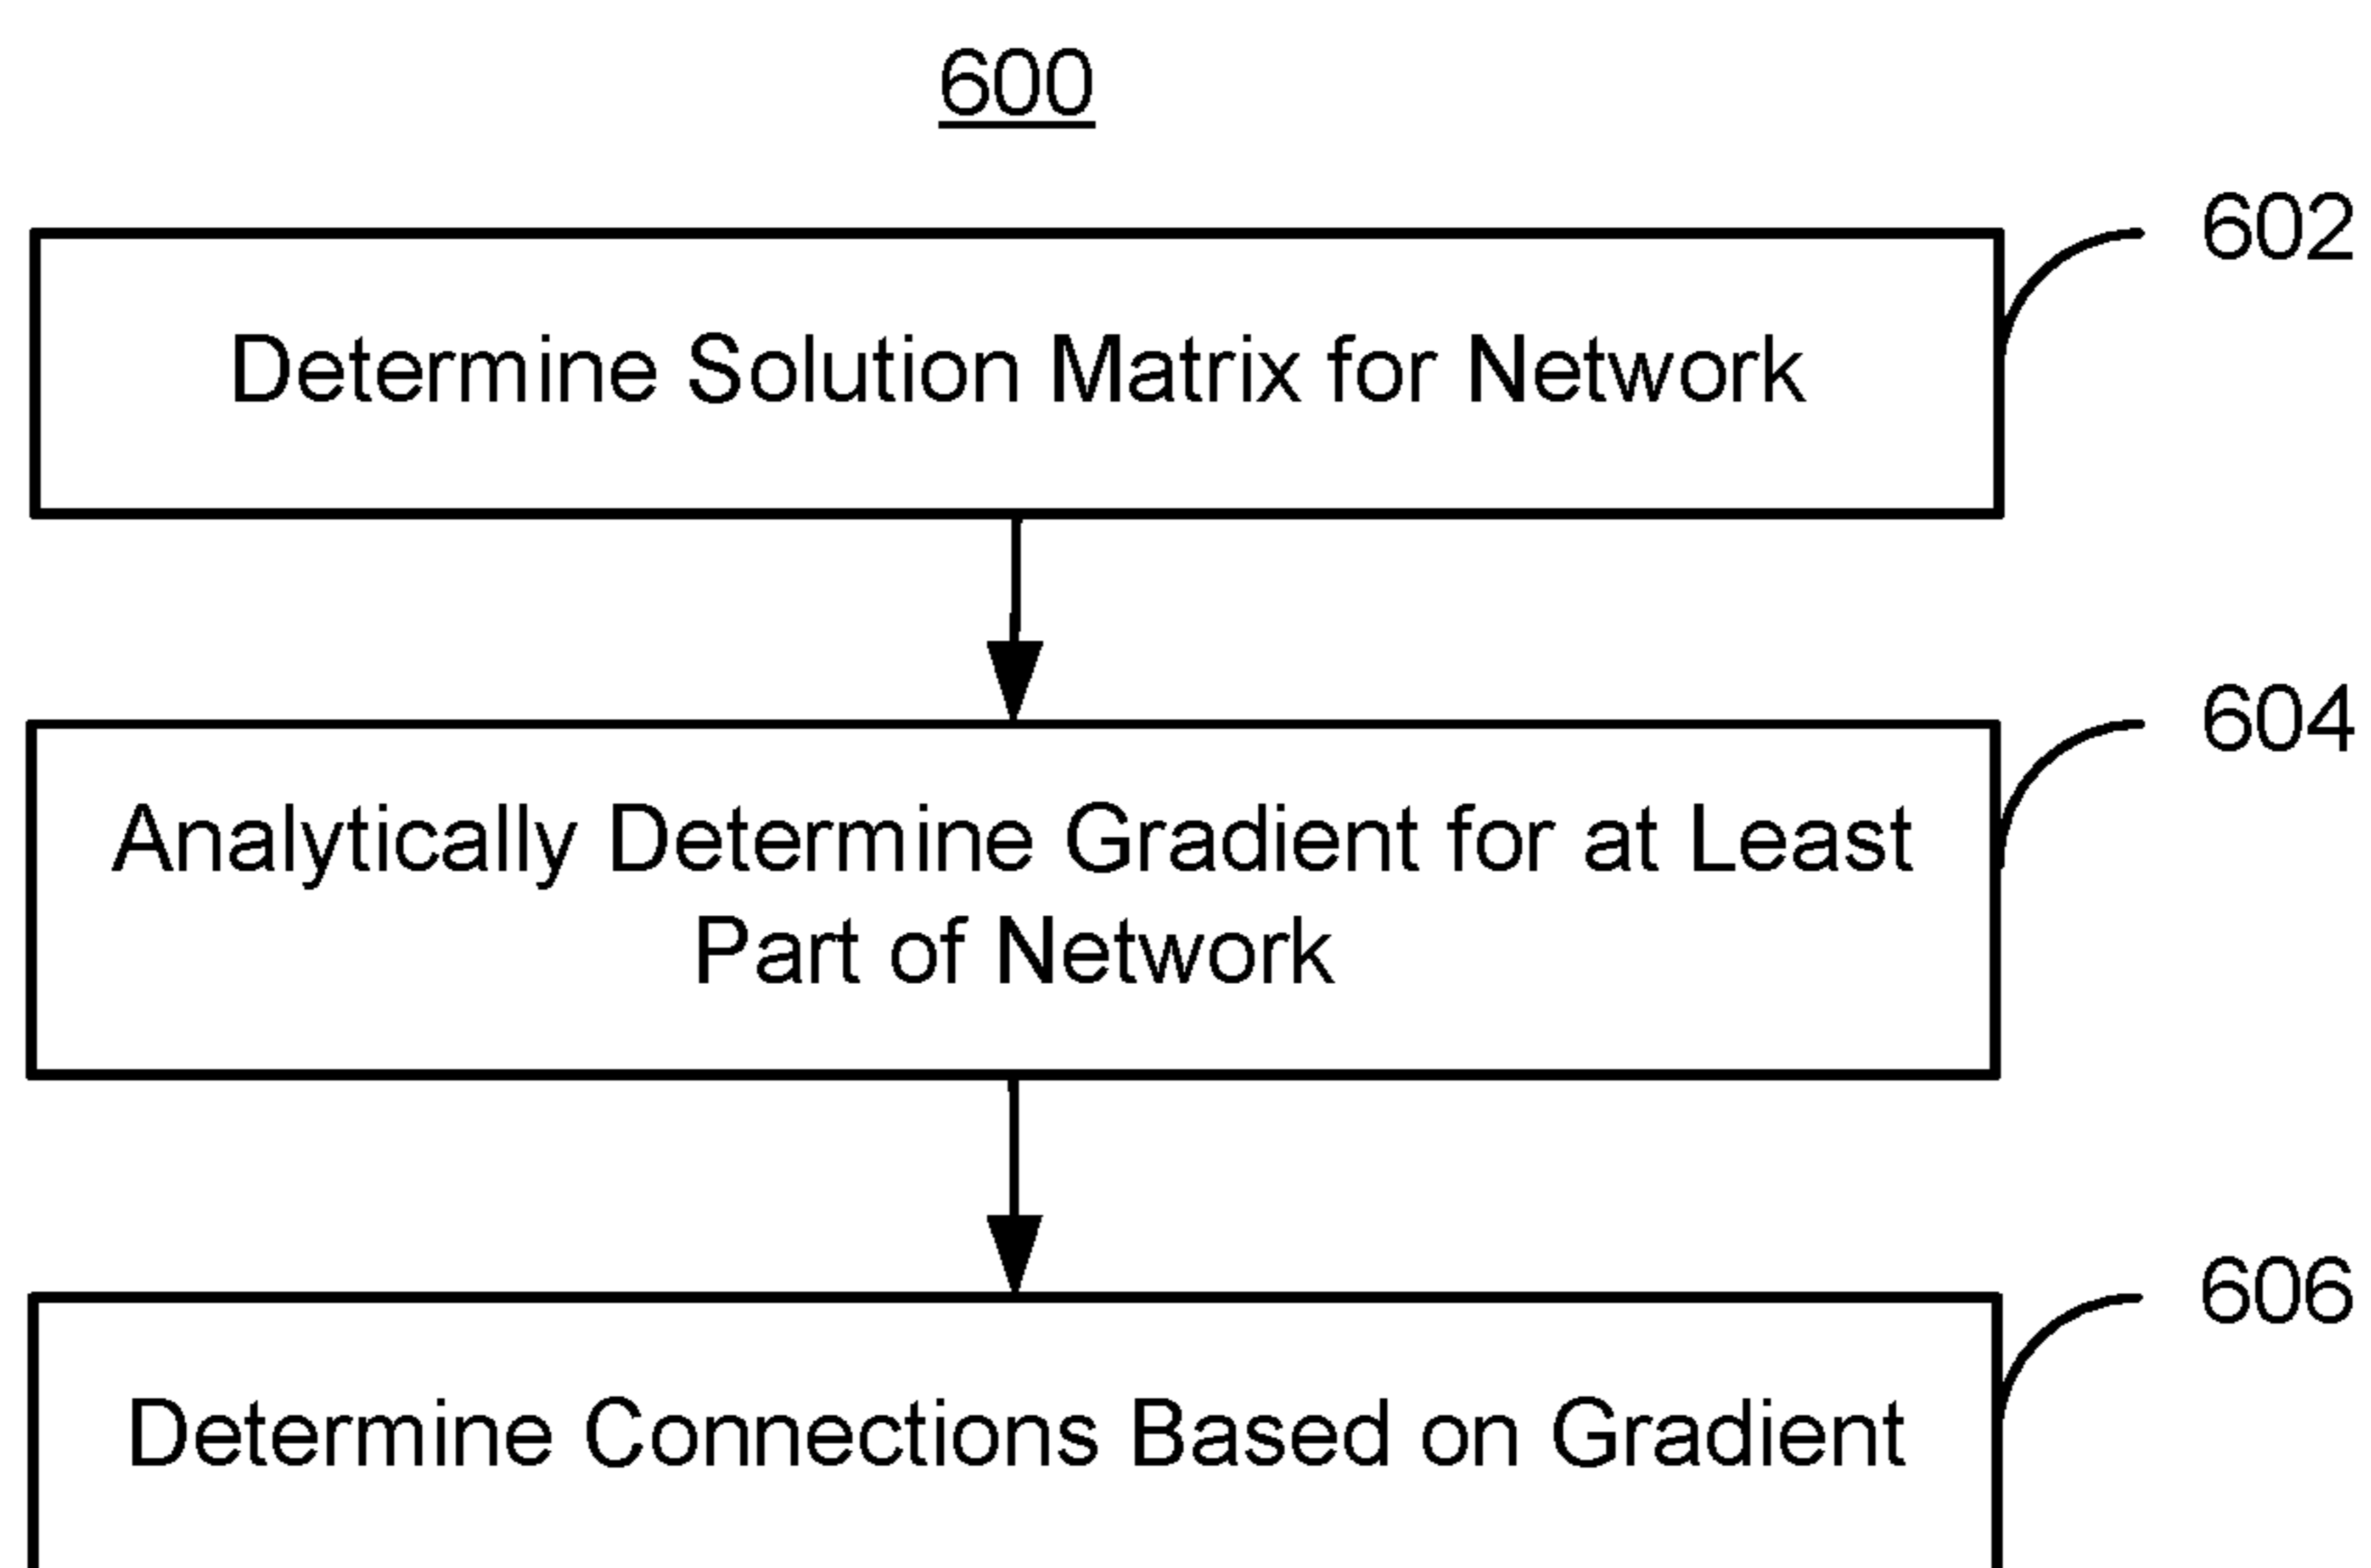 600
602
Determine Solution Matrix for Network
604
Analytically Determine Gradient for at Least
Part of Network
606
Determine Connections Based on Gradient